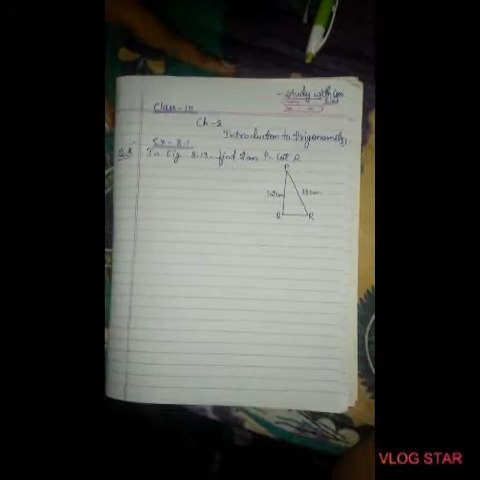 - Study with
Class-10
Ch-8
Introduction to trigonometry
Ex - 8.1
In Fig. 8.13, find tan P - cot R
P
12cm
13cm
R
VLOG STAR